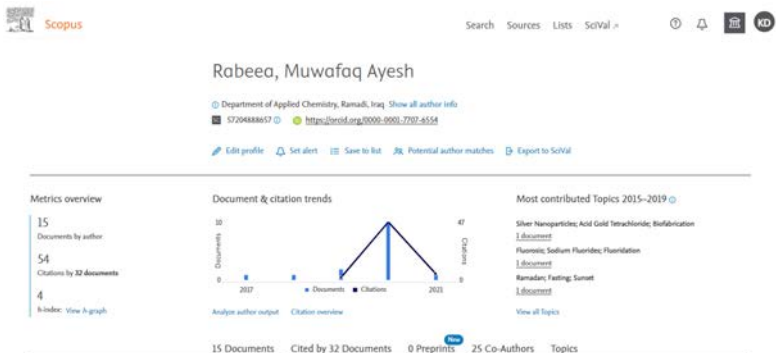 Scopus
Search Sources Lists SciVal
KD
Rabeea, Muwafaq Ayesh
Department of Applied Chemistry, Ramadi, Iraq Show all author info
57204888657 https://orcid.org/0000-0001-7707-6554
Edit profile Set alert Save to list Potential author matches Export to SciVal
Metrics overview
15
Documents by author
54
Citations by 32 documents
4
h-index: View h-graph
Document & citation trends
10
47
Documents
Citations
0
0
2017
2021
Documents Citations
Analyze author output Citation overview
Most contributed Topics 2015–2019
Silver Nanoparticles; Acid Gold Tetrachloride; Biofabrication
1 document
Fluorosis; Sodium Fluorides; Fluoridation
1 document
Ramadan; Fasting; Sunset
1 document
View all Topics
New
15 Documents Cited by 32 Documents 0 Preprints 25 Co-Authors Topics